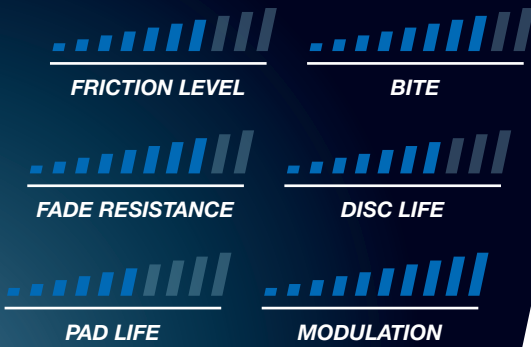 FRICTION LEVEL
BITE
FADE RESISTANCE
DISC LIFE
PAD LIFE
MODULATION